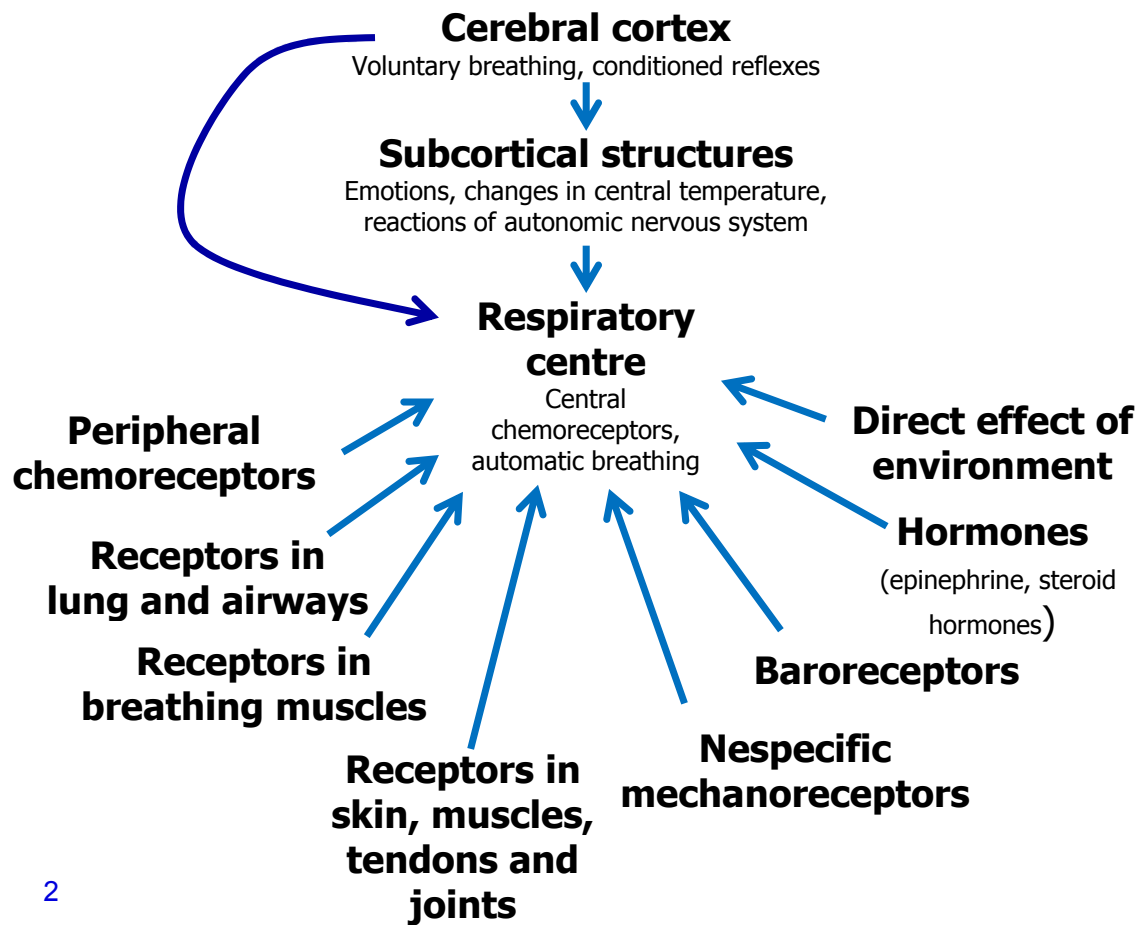 Cerebral cortex
Voluntary breathing, conditioned reflexes
Subcortical structures
Emotions, changes in central temperature,
reactions of autonomic nervous system
Respiratory
centre
Central
chemoreceptors,
automatic breathing
Peripheral
chemoreceptors
Receptors in
lung and airways
Receptors in
breathing muscles
Receptors in
skin, muscles,
tendons and
joints
Nespecific
mechanoreceptors
Baroreceptors
Hormones
(epinephrine, steroid
hormones)
Direct effect of
environment
2